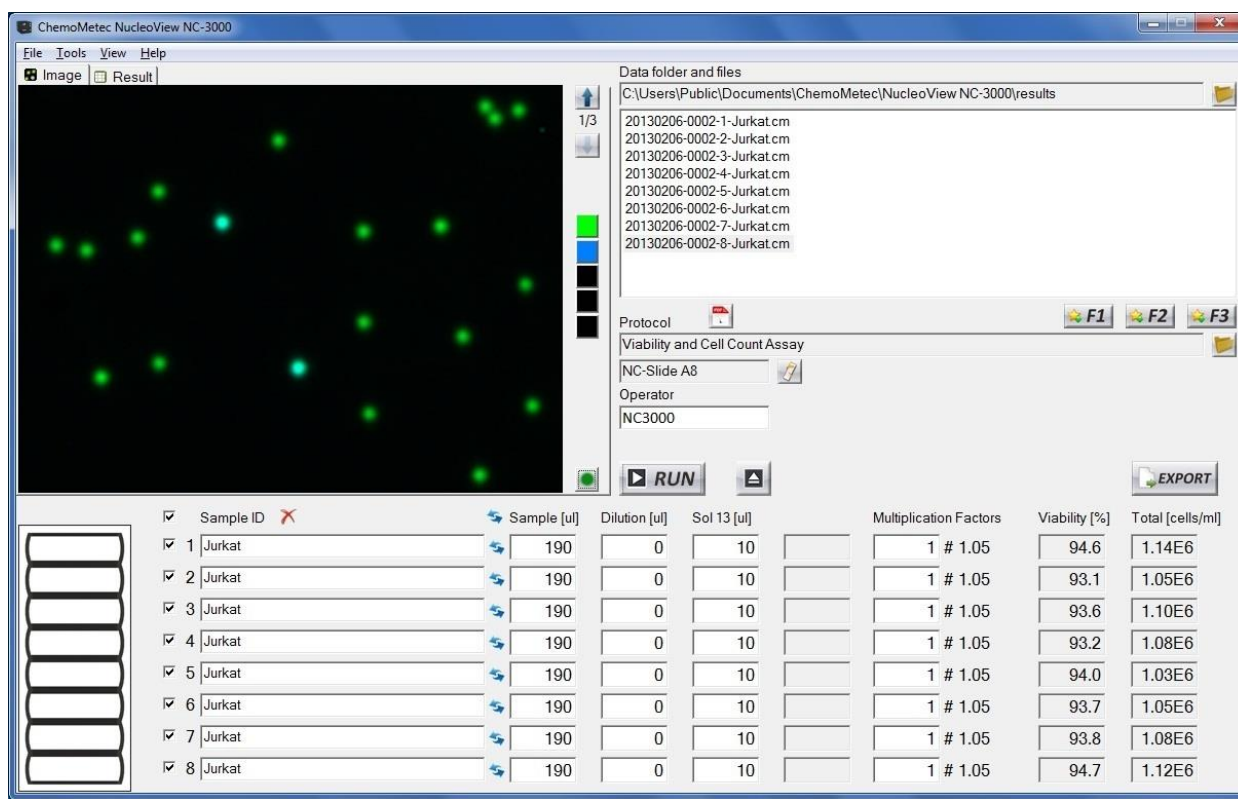 ChemoMetec NucleoView NC-3000
File Tools View Help
Image Result
1/3
Data folder and files
C:\Users\Public\Documents\ChemoMetec\NucleoView NC-3000\results
20130206-0002-1-Jurkat.cm
20130206-0002-2-Jurkat.cm
20130206-0002-3-Jurkat.cm
20130206-0002-4-Jurkat.cm
20130206-0002-5-Jurkat.cm
20130206-0002-6-Jurkat.cm
20130206-0002-7-Jurkat.cm
20130206-0002-8-Jurkat.cm
Protocol F1 F2 F3
Viability and Cell Count Assay
NC-Slide A8
Operator
NC3000
RUN EXPORT
Sample ID Sample [ul] Dilution [ul] Sol 13 [ul] Multiplication Factors Viability [%] Total [cells/ml]
1 Jurkat 190 0 10 1 # 1.05 94.6 1.14E6
2 Jurkat 190 0 10 1 # 1.05 93.1 1.05E6
3 Jurkat 190 0 10 1 # 1.05 93.6 1.10E6
4 Jurkat 190 0 10 1 # 1.05 93.2 1.08E6
5 Jurkat 190 0 10 1 # 1.05 94.0 1.03E6
6 Jurkat 190 0 10 1 # 1.05 93.7 1.05E6
7 Jurkat 190 0 10 1 # 1.05 93.8 1.08E6
8 Jurkat 190 0 10 1 # 1.05 94.7 1.12E6